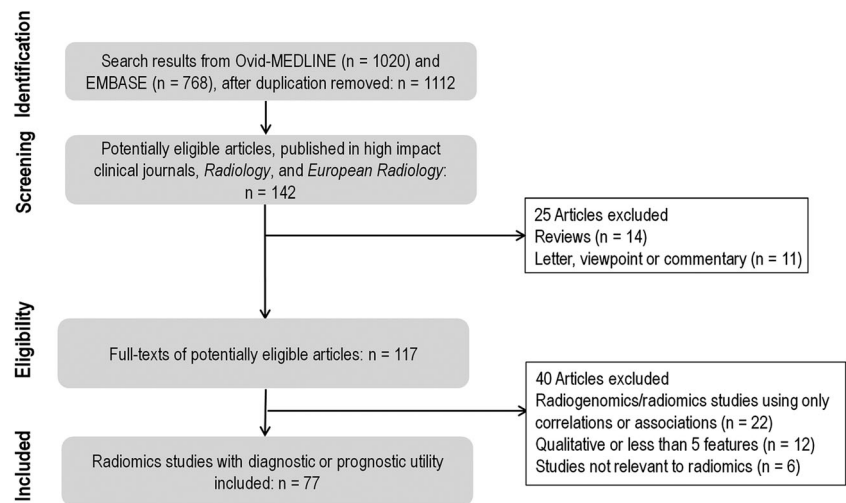 Identification
Search results from Ovid-MEDLINE (n = 1020) and
EMBASE (n = 768), after duplication removed: n = 1112
Screening
Potentially eligible articles, published in high impact
clinical journals, Radiology, and European Radiology:
n = 142
25 Articles excluded
Reviews (n = 14)
Letter, viewpoint or commentary (n = 11)
Eligibility
Full-texts of potentially eligible articles: n = 117
40 Articles excluded
Radiogenomics/radiomics studies using only
correlations or associations (n = 22)
Qualitative or less than 5 features (n = 12)
Studies not relevant to radiomics (n = 6)
Included
Radiomics studies with diagnostic or prognostic utility
included: n = 77